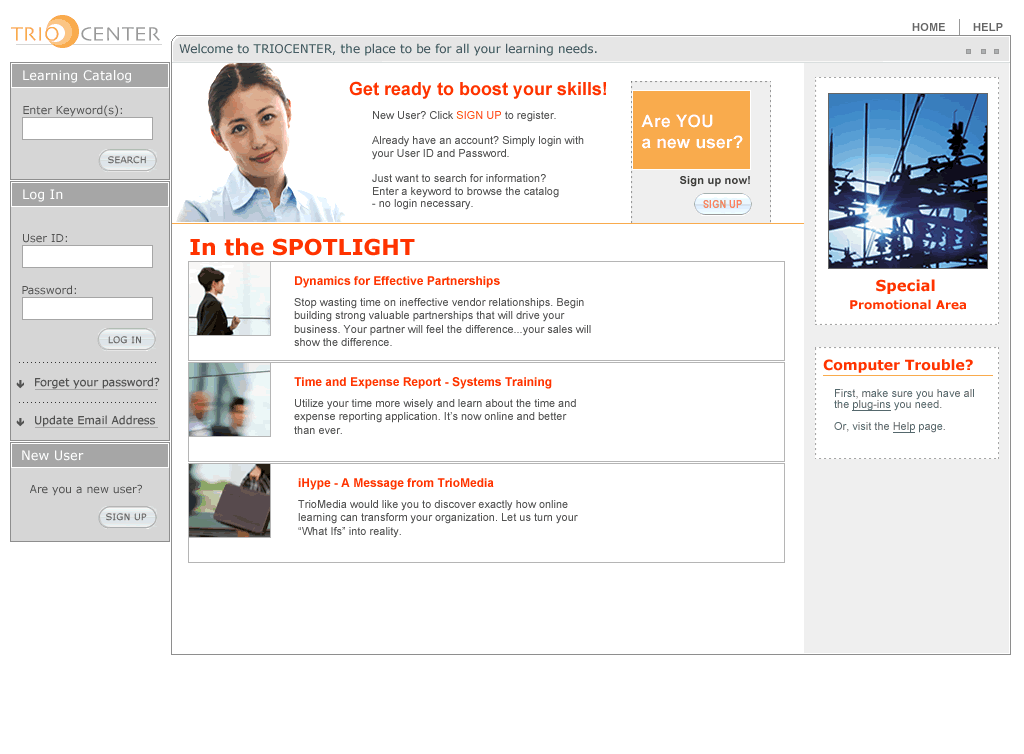 TRIOCENTER
HOME
HELP
Welcome to TRIOCENTER, the place to be for all your learning needs.
Learning Catalog
Enter Keyword(s):
SEARCH
Log In
User ID:
Password:
LOG IN
Forget your password?
Update Email Address
New User
Are you a new user?
SIGN UP
Get ready to boost your skills!
New User? Click SIGN UP to register.
Already have an account? Simply login with
your User ID and Password.
Just want to search for information?
Enter a keyword to browse the catalog
- no login necessary.
Are YOU
a new user?
Sign up now!
SIGN UP
In the SPOTLIGHT
Dynamics for Effective Partnerships
Stop wasting time on ineffective vendor relationships. Begin
building strong valuable partnerships that will drive your
business. Your partner will feel the difference...your sales will
show the difference.
Time and Expense Report - Systems Training
Utilize your time more wisely and learn about the time and
expense reporting application. It's now online and better
than ever.
iHype - A Message from TrioMedia
TrioMedia would like you to discover exactly how online
learning can transform your organization. Let us turn your
“What Ifs” into reality.
Special
Promotional Area
Computer Trouble?
First, make sure you have all
the plug-ins you need.
Or, visit the Help page.